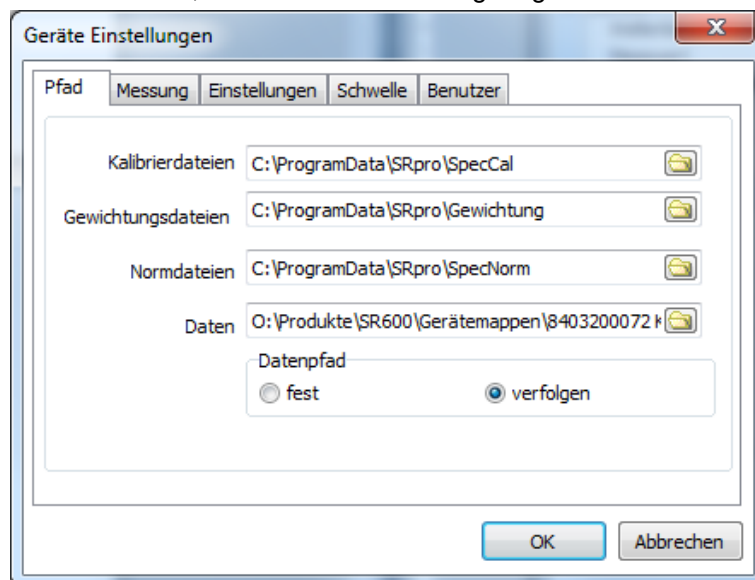 Geräte Einstellungen
Pfad Messung Einstellungen Schwelle Benutzer
Kalibrierdateien C:\ProgramData\SRpro\SpecCal
Gewichtungsdateien C:\ProgramData\SRpro\Gewichtung
Normdateien C:\ProgramData\SRpro\SpecNorm
Daten O:\Produkte\SR600\Gerätemappen\8403200072
Datenpfad
fest verfolgen
OK Abbrechen